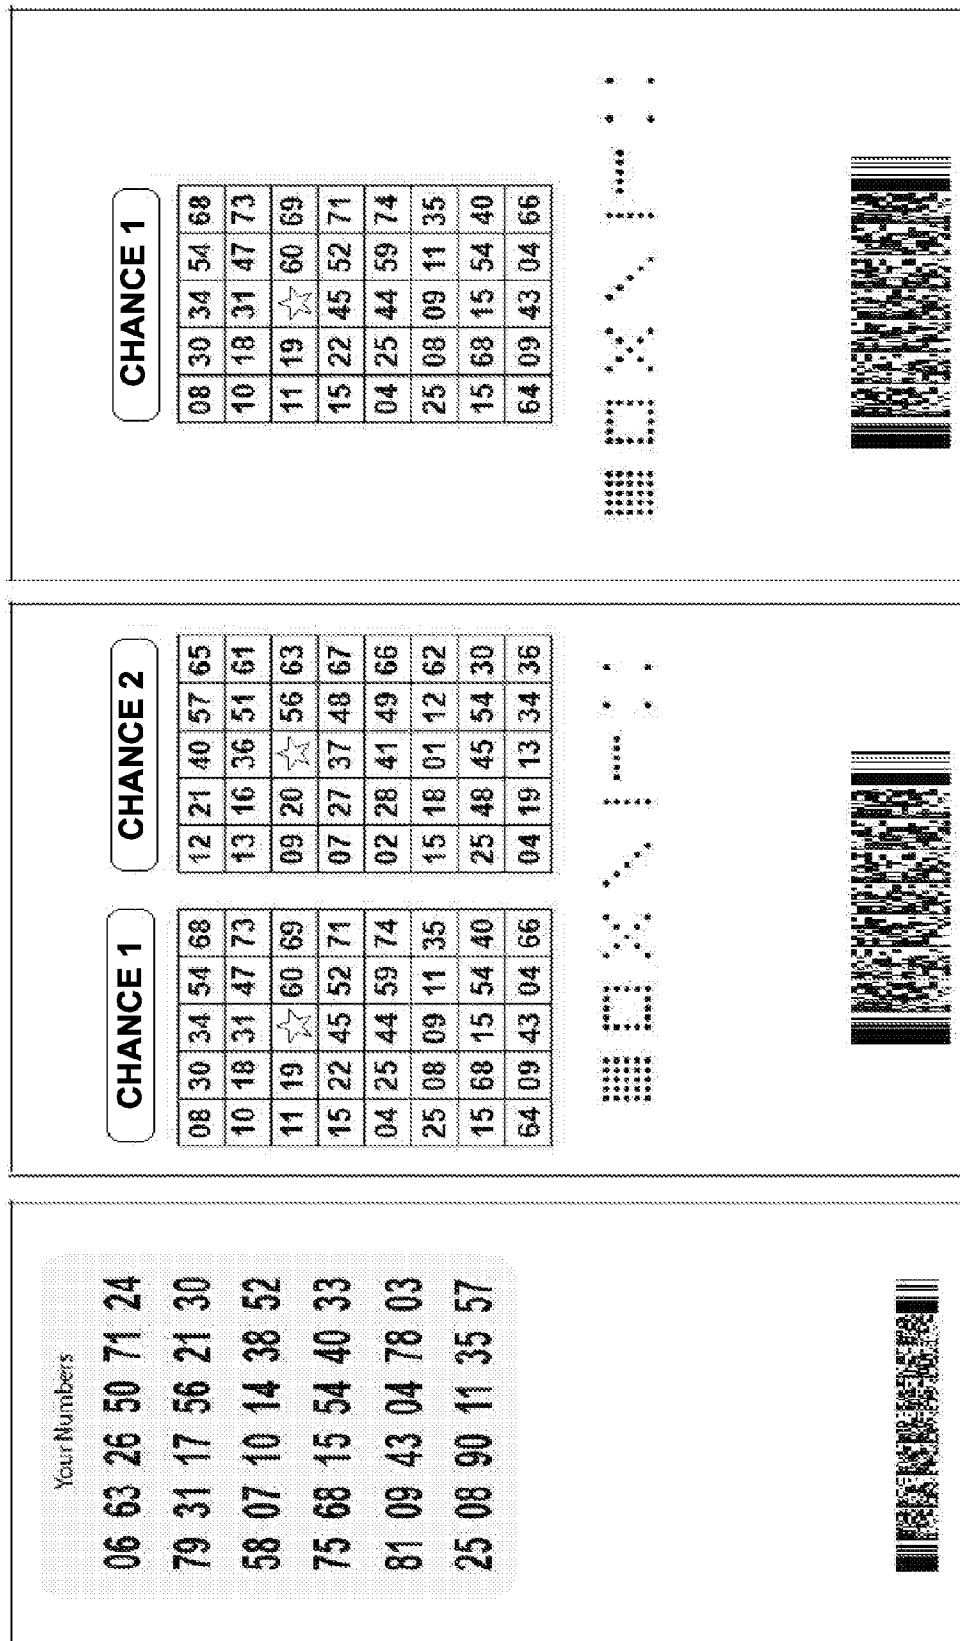 Your Numbers
06 63 26 50 71 24
79 31 17 56 21 30
58 07 10 14 38 52
75 68 15 54 40 33
81 09 43 04 78 03
25 08 90 11 35 57
CHANCE 1
08 30 34 54 68
10 18 31 47 73
11 19 60 69
15 22 45 52 71
04 25 44 59 74
25 08 09 11 35
15 68 15 54 40
64 09 43 04 66
CHANCE 2
12 21 40 57 65
13 16 36 51 61
09 20 56 63
07 27 37 48 67
02 28 41 49 66
15 18 01 12 62
25 48 45 54 30
04 19 13 34 36
CHANCE 1
08 30 34 54 68
10 18 31 47 73
11 19 60 69
15 22 45 52 71
04 25 44 59 74
25 08 09 11 35
15 68 15 54 40
64 09 43 04 66